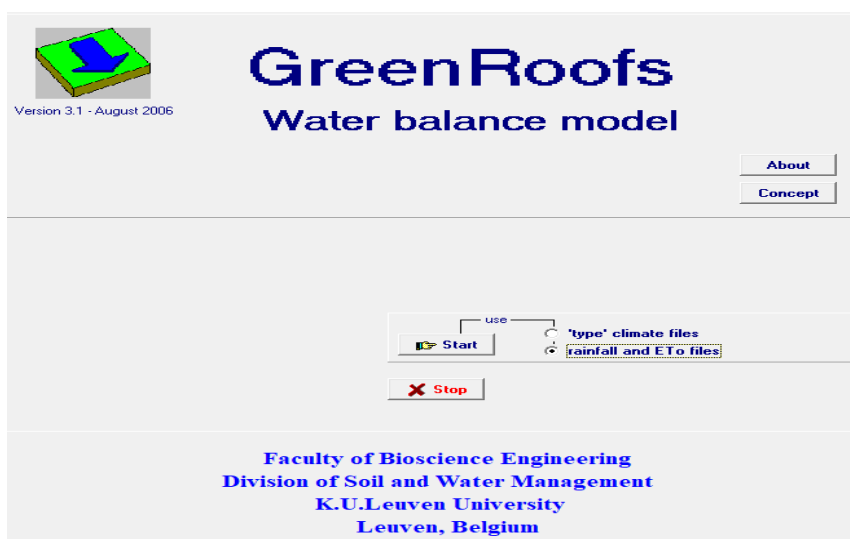 GreenRoofs
Version 3.1 - August 2006
Water balance model
About
Concept
use
'type' climate files
Start
rainfall and ETo files
Stop
Faculty of Bioscience Engineering
Division of Soil and Water Management
K.U.Leuven University
Leuven, Belgium